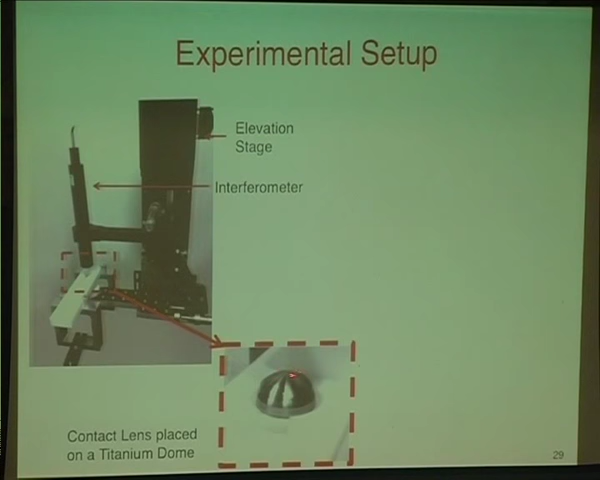 Experimental Setup
Elevation
Stage
Interferometer
Contact Lens placed
on a Titanium Dome
29